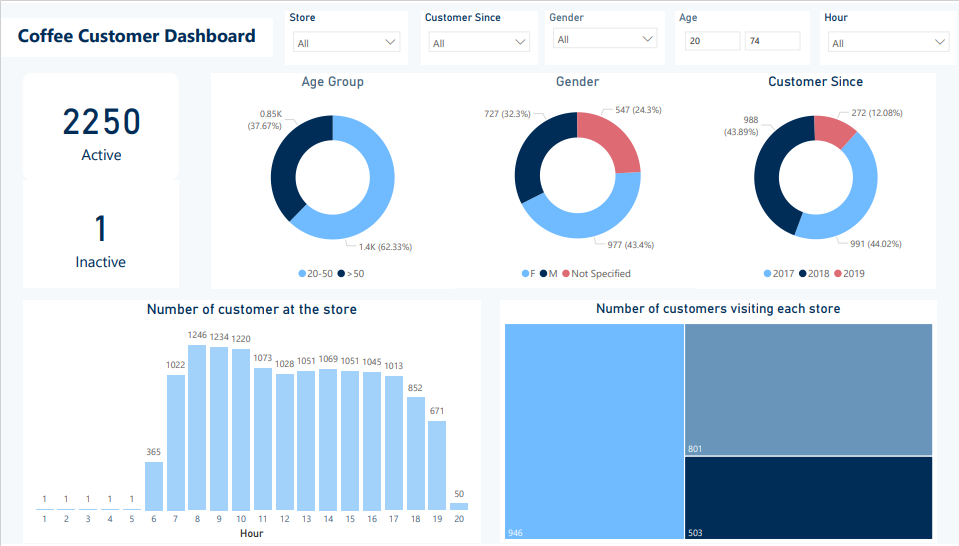 Coffee Customer Dashboard
Store
All
Customer Since
All
Gender
All
Age
20 74
Hour
All
2250
Active
1
Inactive
Age Group
0.85K
(37.67%)
1.4K (62.33%)
20-50 >50
Gender
727 (32.3%)
547 (24.3%)
977 (43.4%)
F M Not Specified
Customer Since
988
(43.89%)
272 (12.08%)
991 (44.02%)
2017 2018 2019
Number of customer at the store
1 1 1 1 1 365 1022 1246 1234 1220 1073 1028 1051 1069 1051 1045 1013 852 671 50
1 2 3 4 5 6 7 8 9 10 11 12 13 14 15 16 17 18 19 20
Hour
Number of customers visiting each store
946
801
503